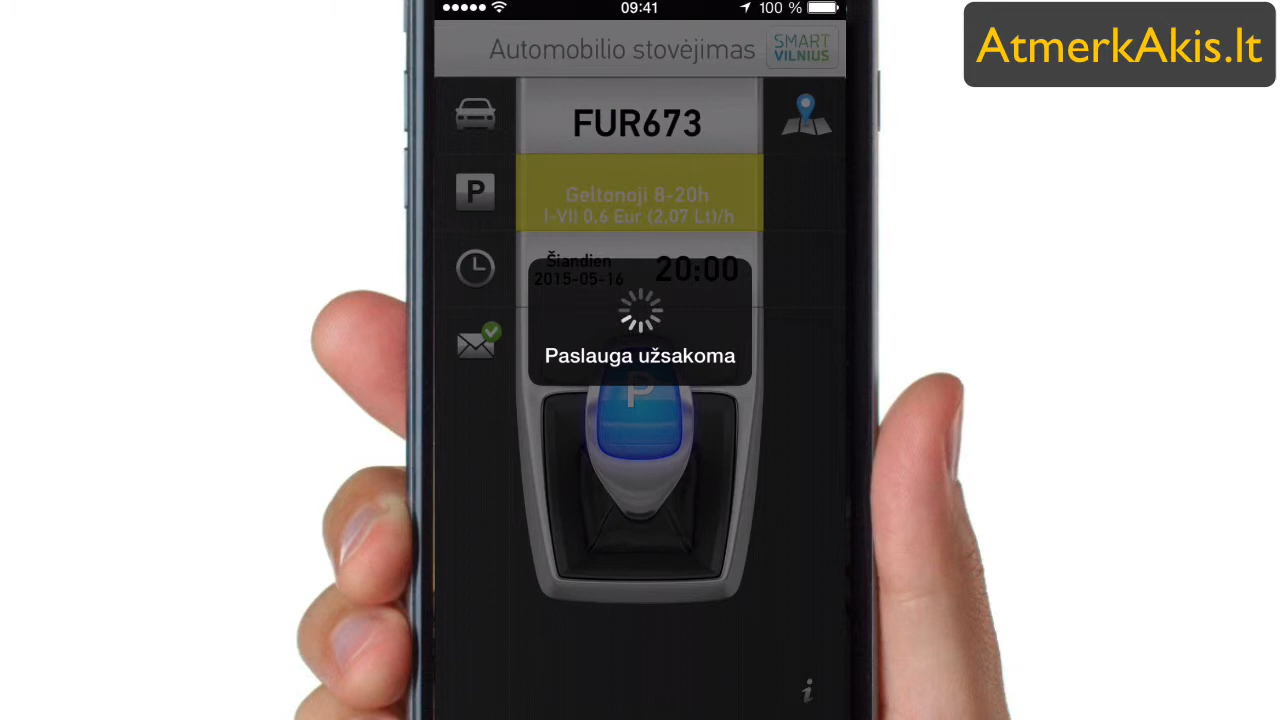 09:41
100 %
AtmerkAkis.lt
Automobilio stovėjimas
SMART
VILNIUS
FUR673
P
Geltonoji 8-20h
I-VII 0,6 Eur (2,07 Lt)/h
Šiandien
2015-05-16
20:00
Paslauga užsakoma
P
i